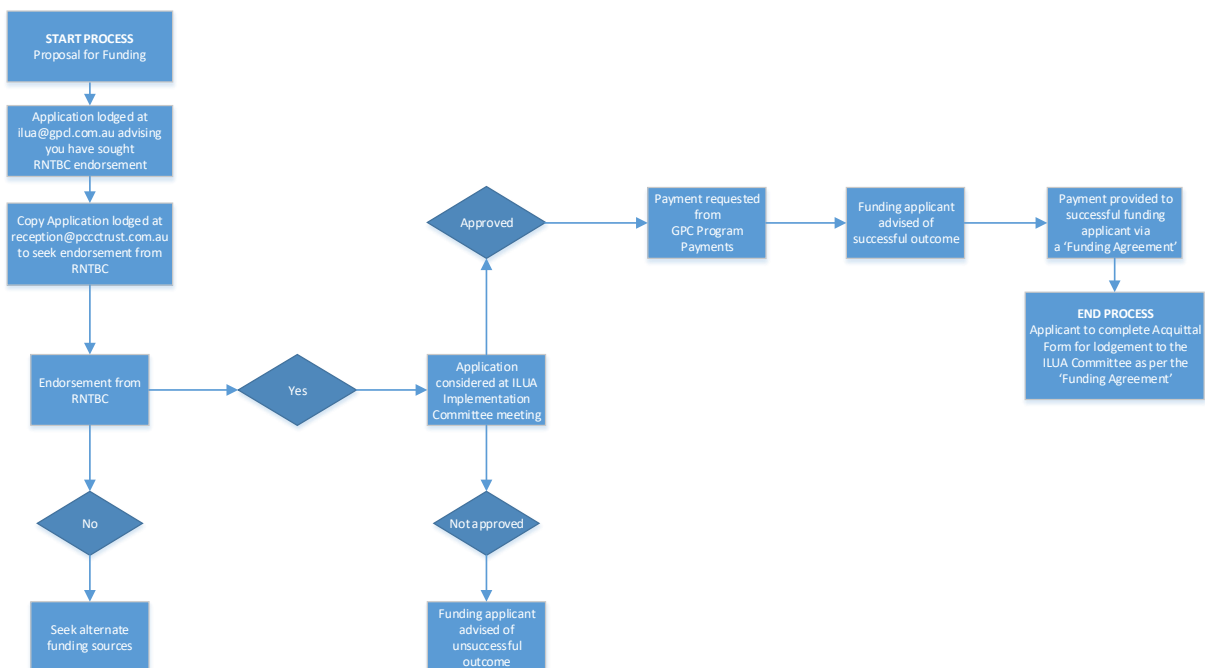 START PROCESS
Proposal for Funding
Application lodged at
ilua@gpcl.com.au advising
you have sought
RNTBC endorsement
Copy Application lodged at
reception@pccctrust.com.au
to seek endorsement from
RNTBC
Endorsement from
RNTBC
No
Seek alternate
funding sources
Yes
Application
considered at ILUA
Implementation
Committee meeting
Approved
Not approved
Funding applicant
advised of
unsuccessful
outcome
Payment requested
from
GPC Program
Payments
Funding applicant
advised of
successful outcome
Payment provided to
successful funding
applicant via
a ‘Funding Agreement’
END PROCESS
Applicant to complete Acquittal
Form for lodgement to the
ILUA Committee as per the
‘Funding Agreement’